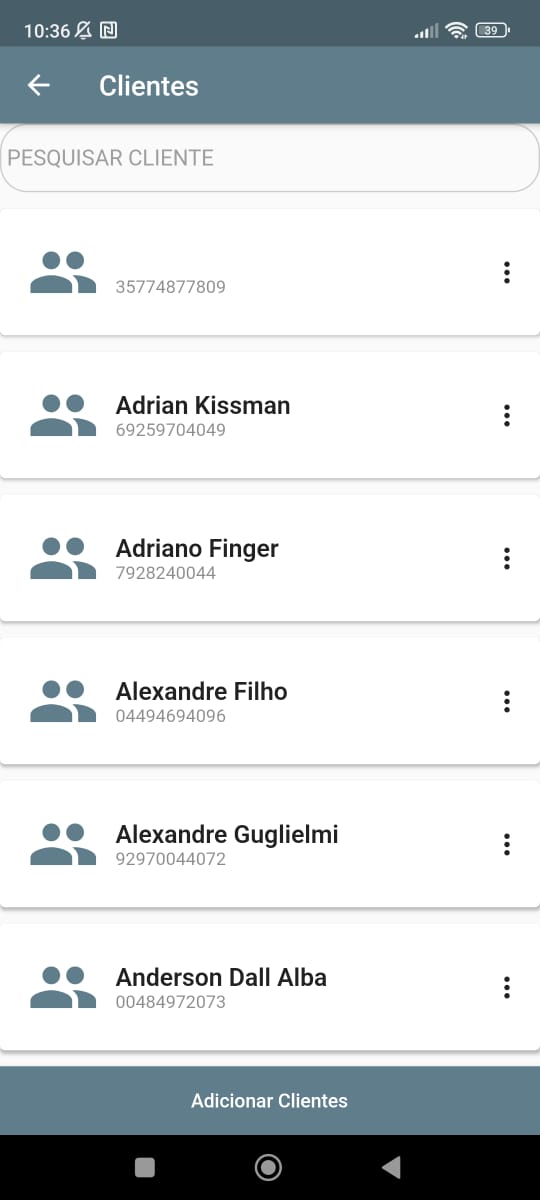 10:36
39
Clientes
PESQUISAR CLIENTE
35774877809
Adrian Kissman
69259704049
Adriano Finger
7928240044
Alexandre Filho
04494694096
Alexandre Guglielmi
92970044072
Anderson Dall Alba
00484972073
Adicionar Clientes